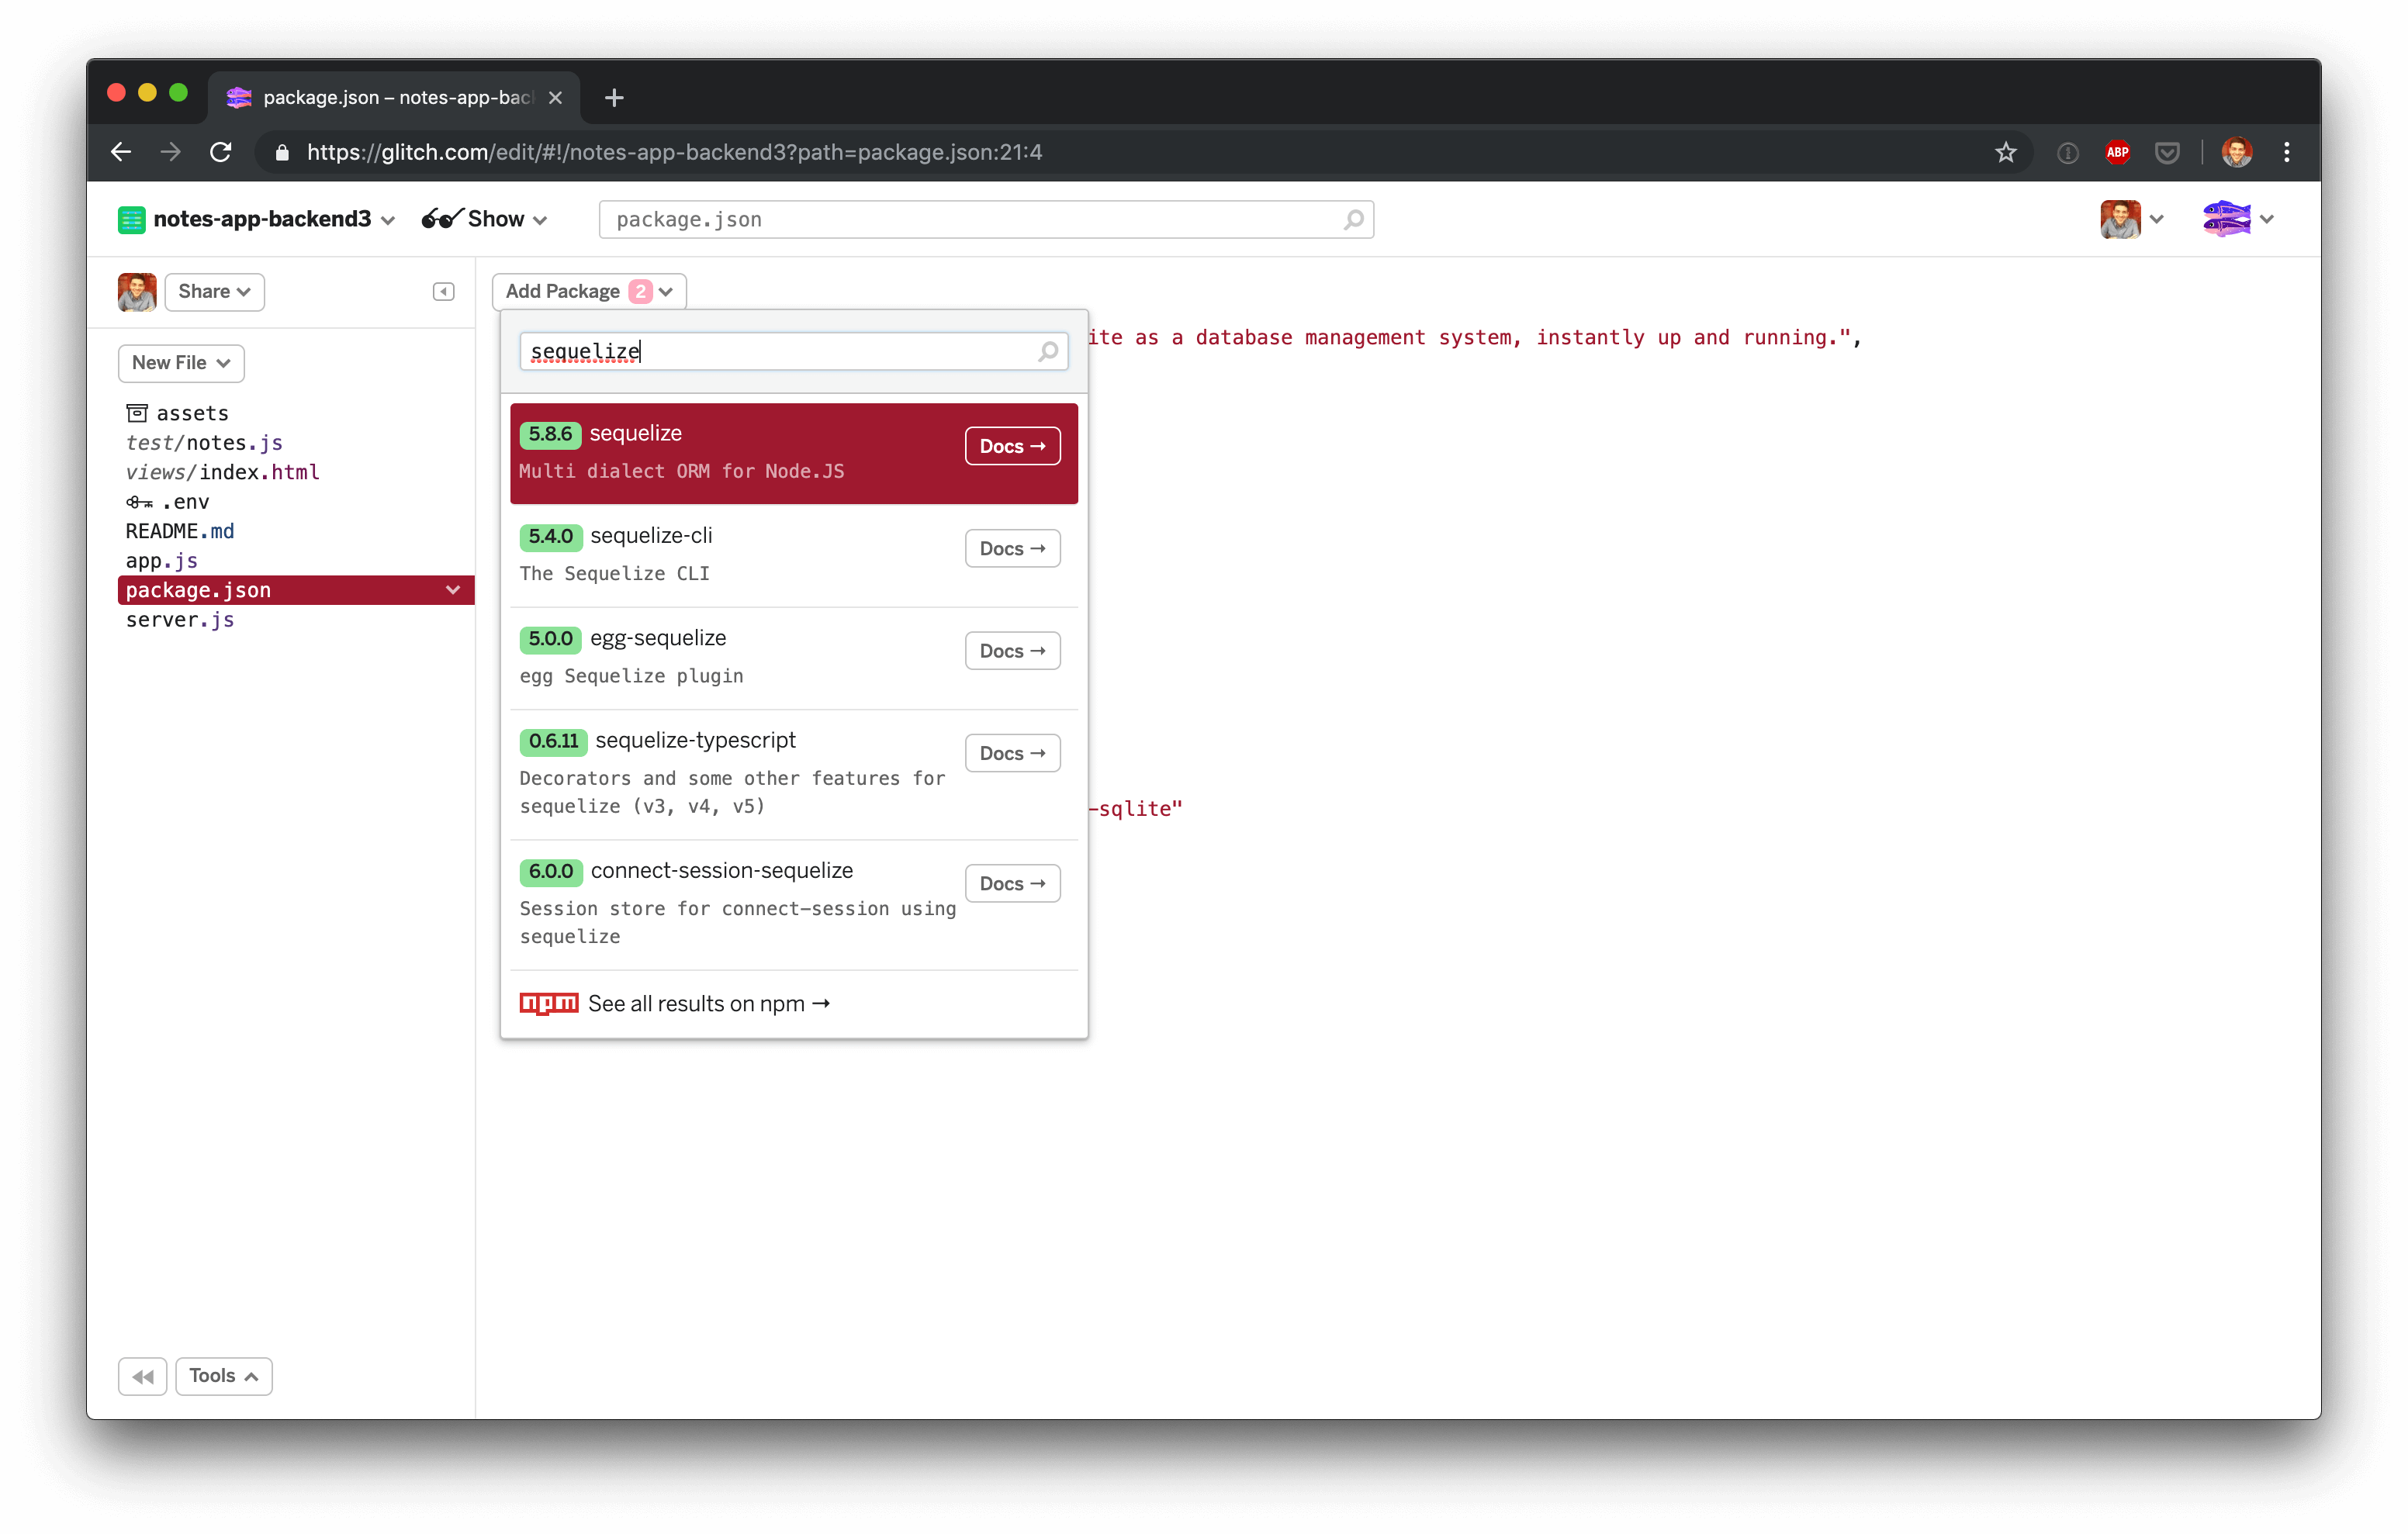 package.json – notes-app-bac
https://glitch.com/edit/#!/notes-app-backend3?path=package.json:21:4
ABP
notes-app-backend3
Show
package.json
Share
Add Package 2
New File
assets
test/notes.js
views/index.html
.env
README.md
app.js
package.json
server.js
sequelize
ite as a database management system, instantly up and running.",
5.8.6 sequelize
Docs →
Multi dialect ORM for Node.JS
5.4.0 sequelize-cli
Docs →
The Sequelize CLI
5.0.0 egg-sequelize
Docs →
egg Sequelize plugin
0.6.11 sequelize-typescript
Docs →
Decorators and some other features for
sequelize (v3, v4, v5)
-sqlite"
6.0.0 connect-session-sequelize
Docs →
Session store for connect-session using
sequelize
npm See all results on npm →
Tools